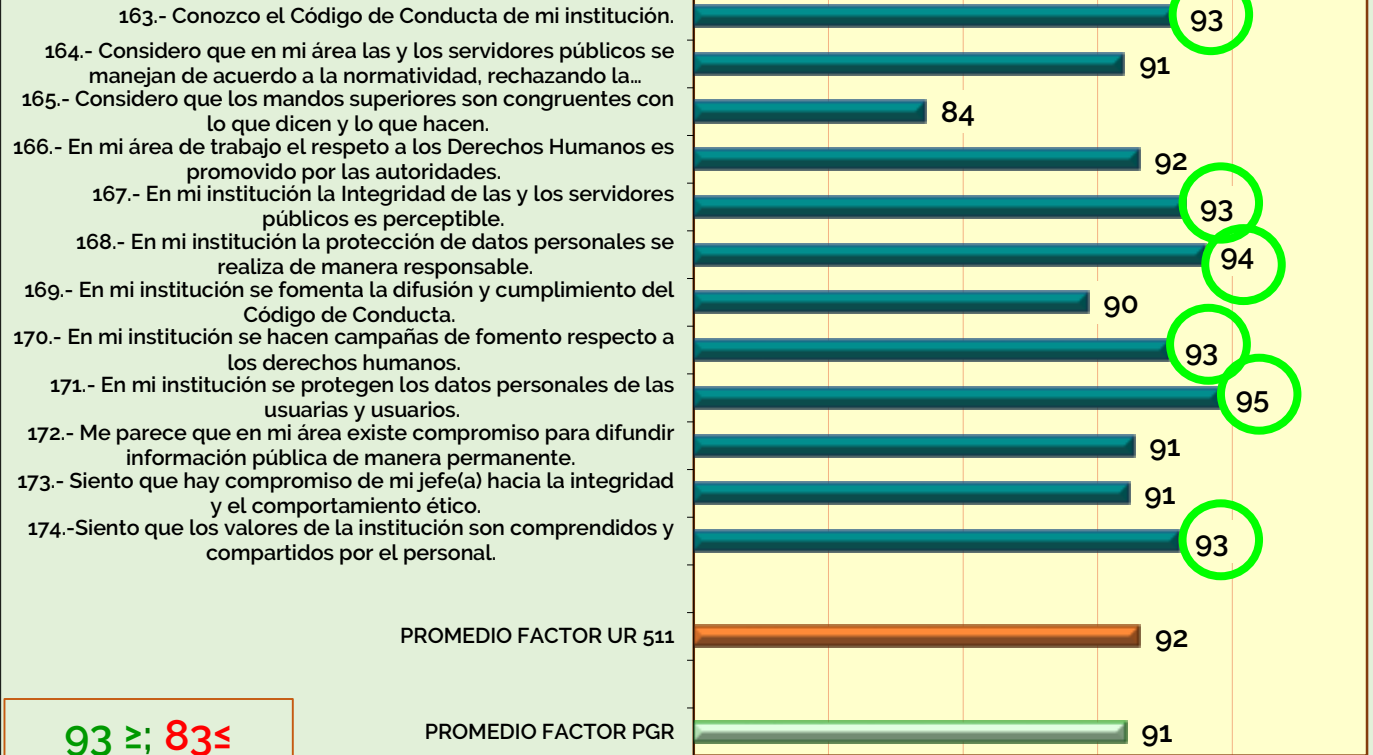 163.- Conozco el Código de Conducta de mi institución.
93
164.- Considero que en mi área las y los servidores públicos se
manejan de acuerdo a la normatividad, rechazando la...
91
165.- Considero que los mandos superiores son congruentes con
lo que dicen y lo que hacen.
84
166.- En mi área de trabajo el respeto a los Derechos Humanos es
promovido por las autoridades.
92
167.- En mi institución la Integridad de las y los servidores
públicos es perceptible.
93
168.- En mi institución la protección de datos personales se
realiza de manera responsable.
94
169.- En mi institución se fomenta la difusión y cumplimiento del
Código de Conducta.
90
170.- En mi institución se hacen campañas de fomento respecto a
los derechos humanos.
93
171.- En mi institución se protegen los datos personales de las
usuarias y usuarios.
95
172.- Me parece que en mi área existe compromiso para difundir
información pública de manera permanente.
91
173.- Siento que hay compromiso de mi jefe(a) hacia la integridad
y el comportamiento ético.
91
174.-Siento que los valores de la institución son comprendidos y
compartidos por el personal.
93
PROMEDIO FACTOR UR 511
92
PROMEDIO FACTOR PGR
91
93 ≥; 83≤